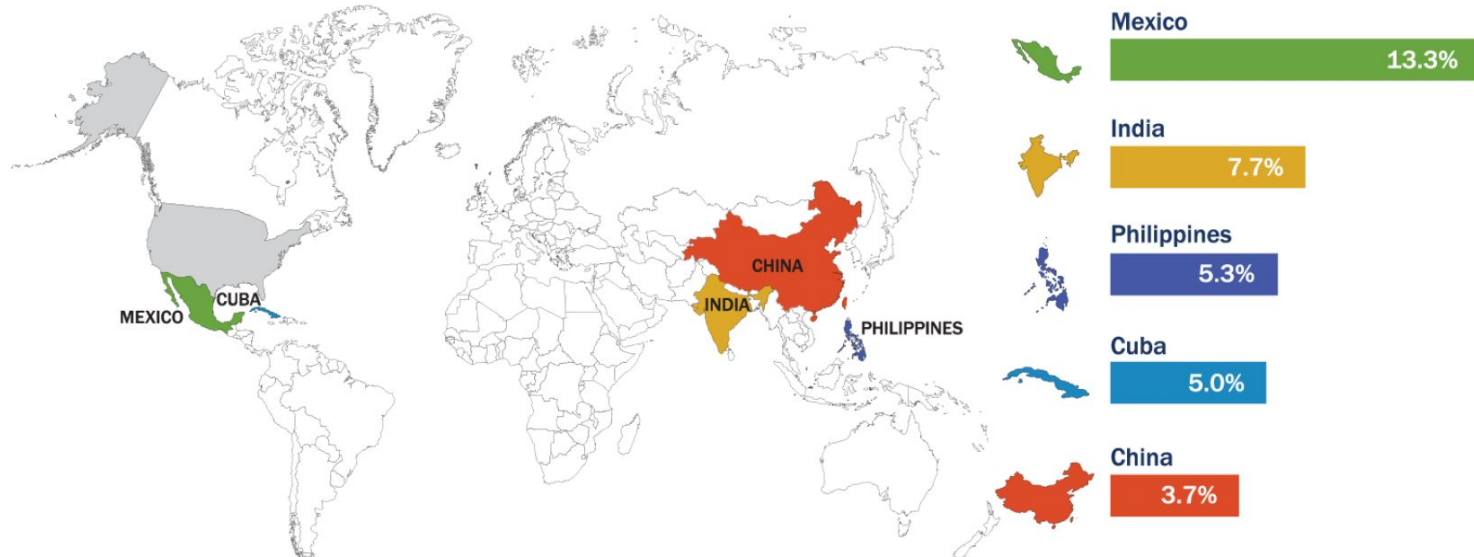 CHINA
CUBA
INDIA
MEXICO
PHILIPPINES
Mexico
13.3%
India
7.7%
Philippines
5.3%
Cuba
5.0%
China
3.7%